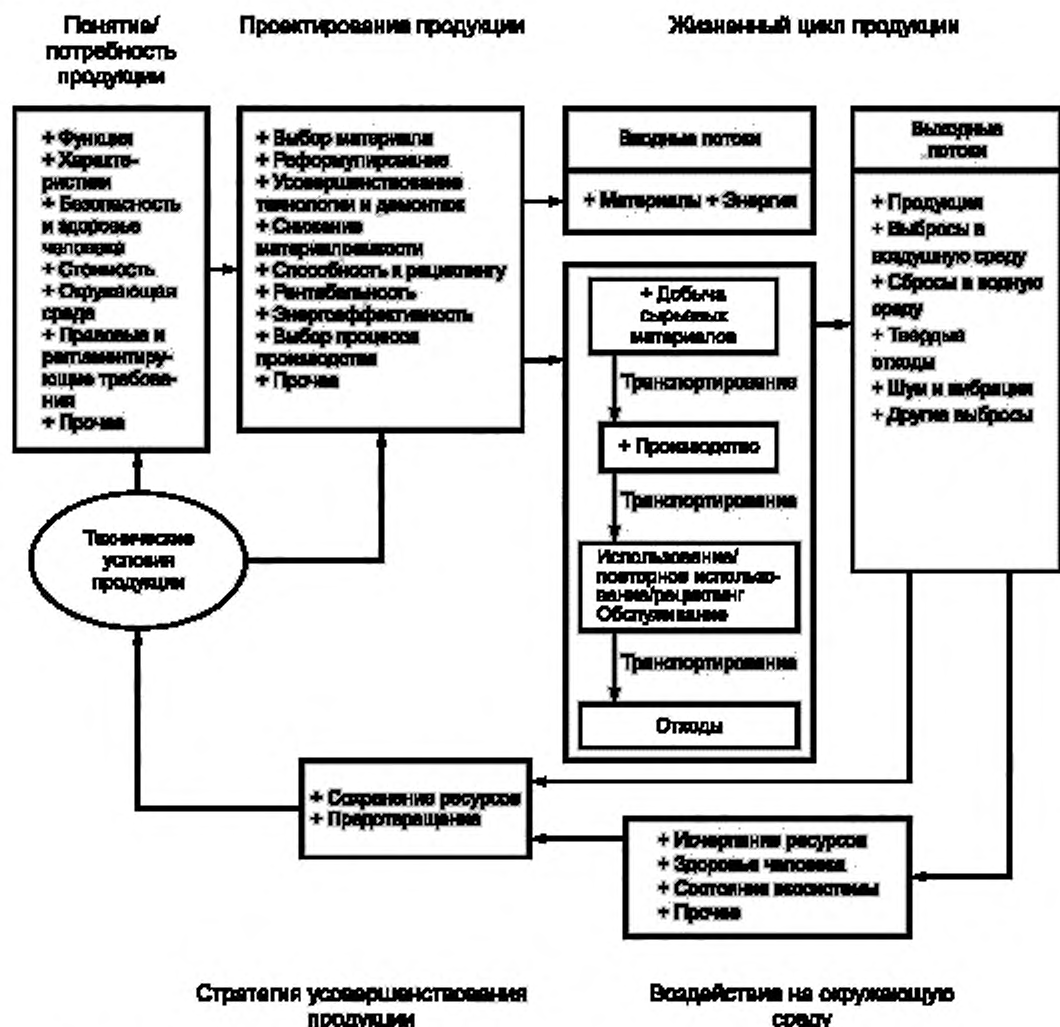 Понятие/
потребность
продукции
Проектирование продукции
Жизненный цикл продукции
+ Функция
+ Характе-
ристики
+ Безопасность
и здоровье
человека
+ Стоимость
+ Окружающая
среда
+ Правовые и
регламентиру-
ющие требова-
ния
+ Прочее
+ Выбор материала
+ Реформулирование
+ Усовершенствование
технологии и демонтаж
+ Снижение
материалоемкости
+ Способность к рециклингу
+ Рентабельность
+ Энергоэффективность
+ Выбор процесса
производства
+ Прочее
Входные потоки
+ Материалы + Энергия
+ Добыча
сырьевых
материалов
Транспортирование
+ Производство
Транспортирование
Использование/
повторное использо-
вание/рециклинг
Обслуживание
Транспортирование
Отходы
Выходные
потоки
+ Продукция
+ Выбросы в
воздушную среду
+ Сбросы в водную
среду
+ Твердые
отходы
+ Шум и вибрация
+ Другие выбросы
Технические
условия
продукции
+ Сохранение ресурсов
+ Предотвращение
+ Исчерпание ресурсов
+ Здоровье человека
+ Состояние экосистемы
+ Прочее
Стратегия усовершенствования
продукции
Воздействие на окружающую
среду